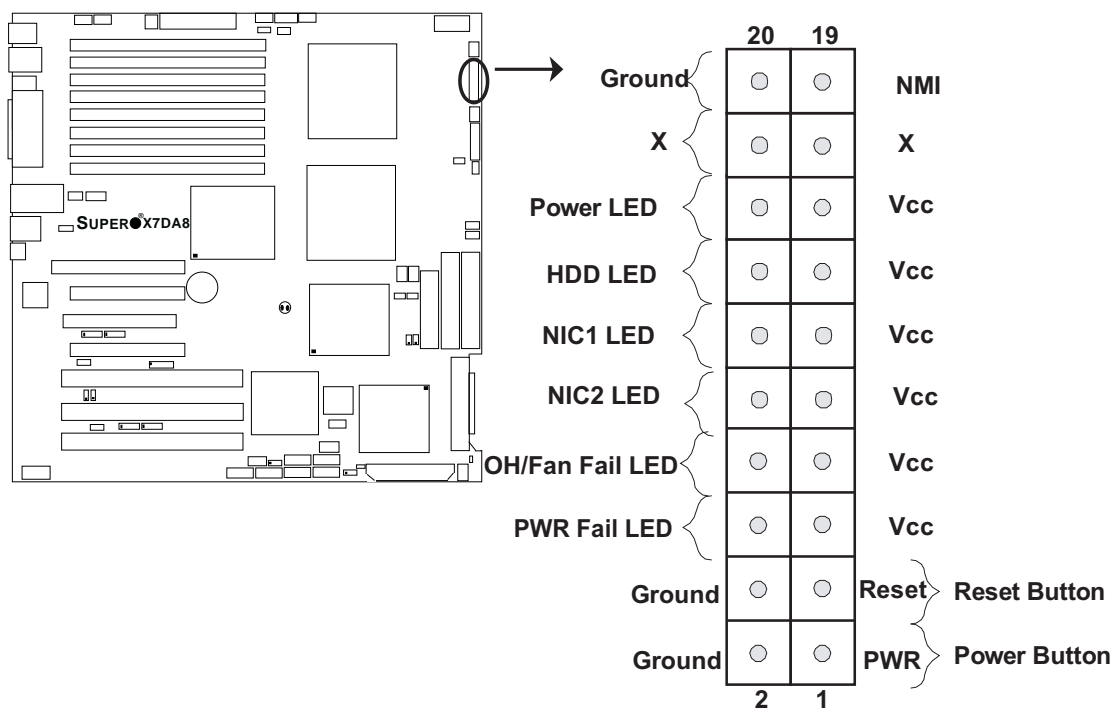 20 19
Ground NMI
X X
Power LED Vcc
HDD LED Vcc
NIC1 LED Vcc
NIC2 LED Vcc
OH/Fan Fail LED Vcc
PWR Fail LED Vcc
Ground Reset Reset Button
Ground PWR Power Button
2 1
SUPER●® X7DA8